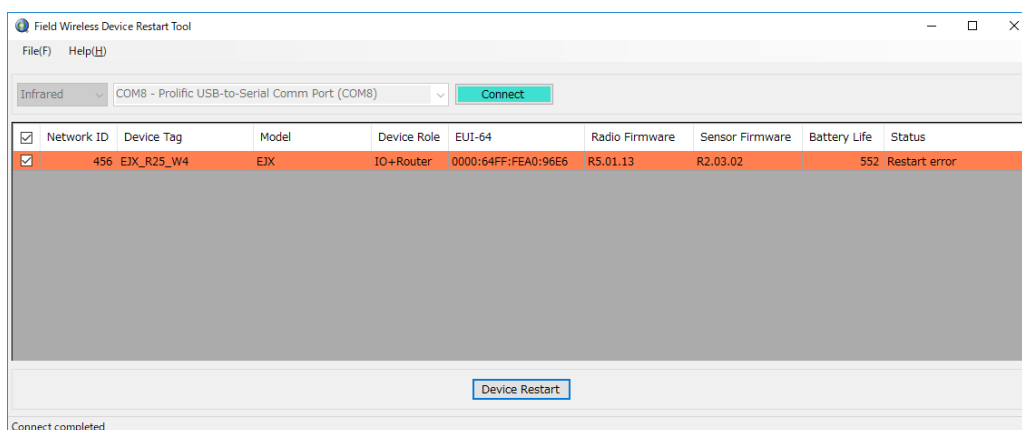 Field Wireless Device Restart Tool
File(F) Help(H)
Infrared COM8 - Prolific USB-to-Serial Comm Port (COM8) Connect
Network ID Device Tag Model Device Role EUI-64 Radio Firmware Sensor Firmware Battery Life Status
456 EJX_R25_W4 EJX IO+Router 0000:64FF:FEA0:96E6 R5.01.13 R2.03.02 552 Restart error
Device Restart
Connect completed